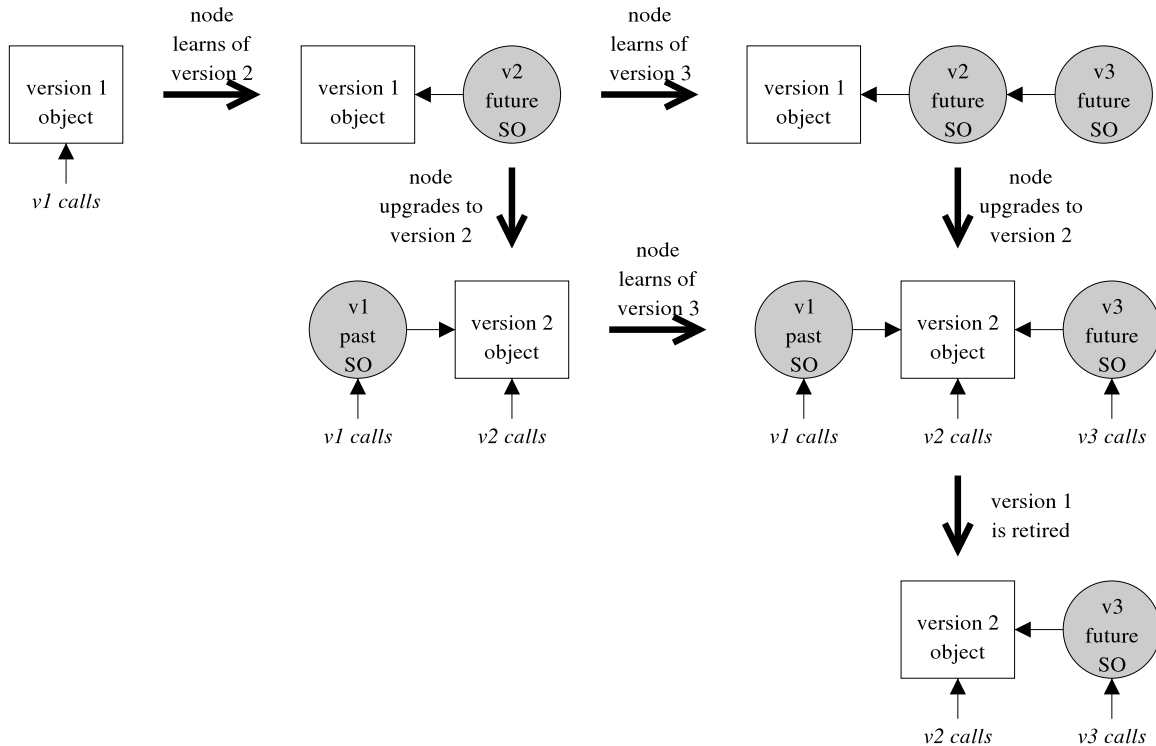 node
learns of
version 2
node
learns of
version 3
version 1
object
version 1
object
v2
future
SO
version 1
object
v2
future
SO
v3
future
SO
v1 calls
node
upgrades to
version 2
node
upgrades to
version 2
node
learns of
version 3
v1
past
SO
version 2
object
v1
past
SO
version 2
object
v3
future
SO
v1 calls
v2 calls
v1 calls
v2 calls
v3 calls
version 1
is retired
version 2
object
v3
future
SO
v2 calls
v3 calls